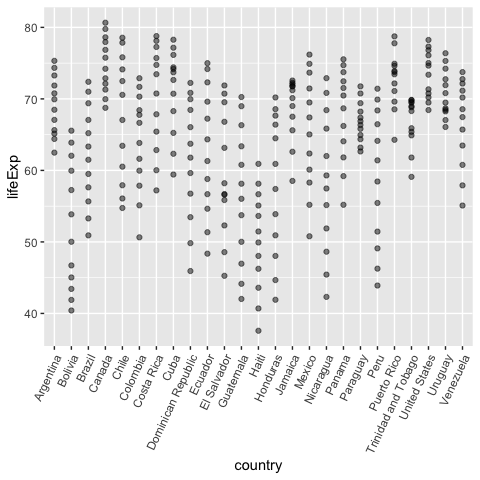 lifeExp
80
70
60
50
40
Argentina
Bolivia
Brazil
Canada
Chile
Colombia
Costa Rica
Cuba
Dominican Republic
Ecuador
El Salvador
Guatemala
Haiti
Honduras
Jamaica
Mexico
Nicaragua
Panama
Paraguay
Peru
Puerto Rico
Trinidad and Tobago
United States
Uruguay
Venezuela
country